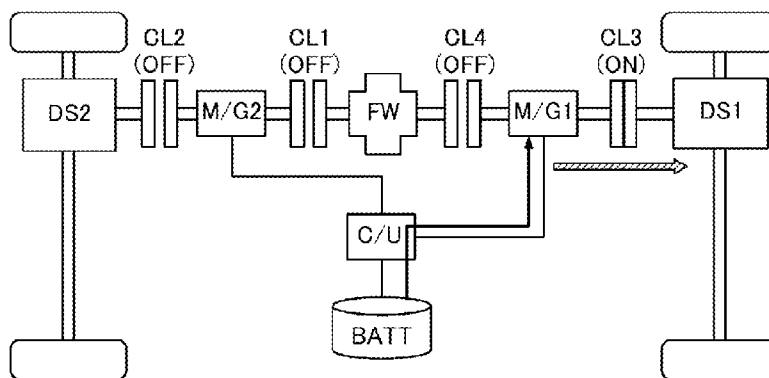 CL2 CL1 CL4 CL3
(OFF) (OFF) (OFF) (ON)
DS2 M/G2 FW M/G1 DS1
C/U
BATT